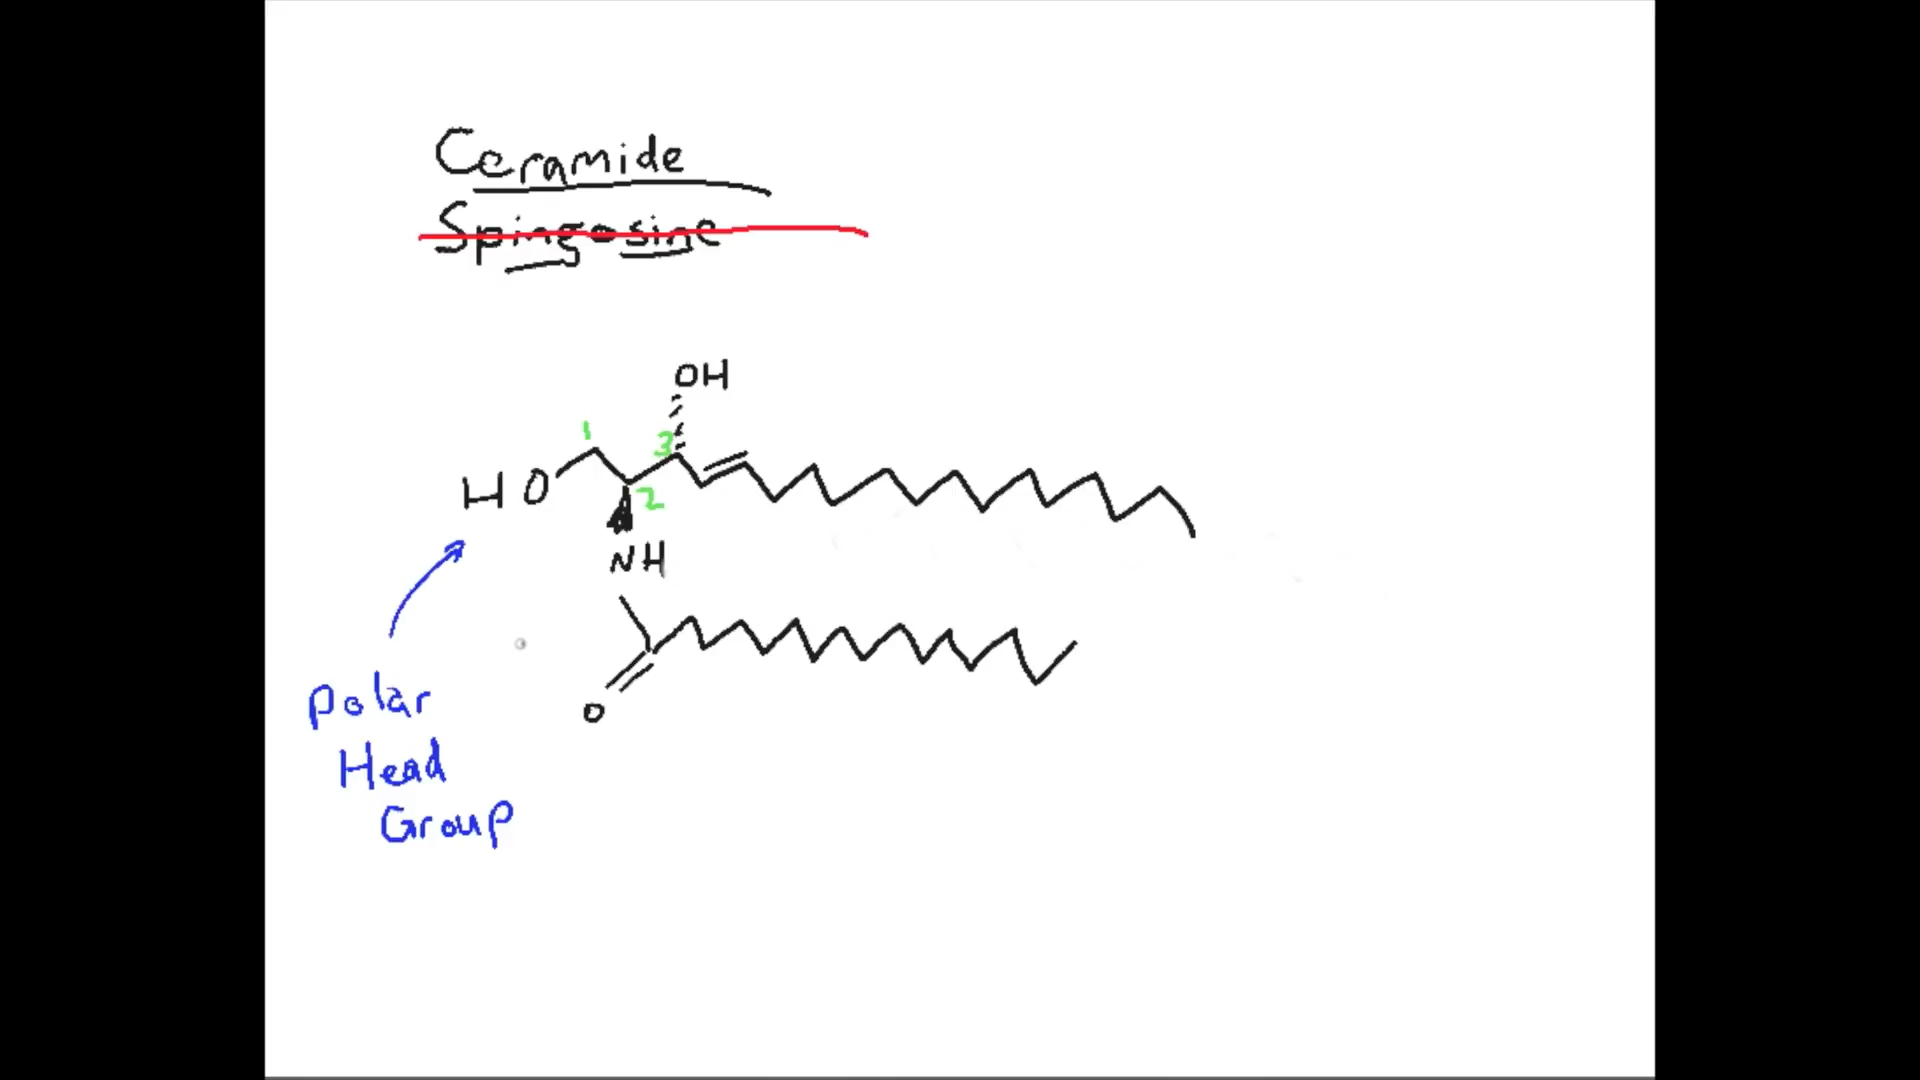 Ceramide
Spingosine
OH
1
3
HO
2
NH
O
Polar
Head
Group